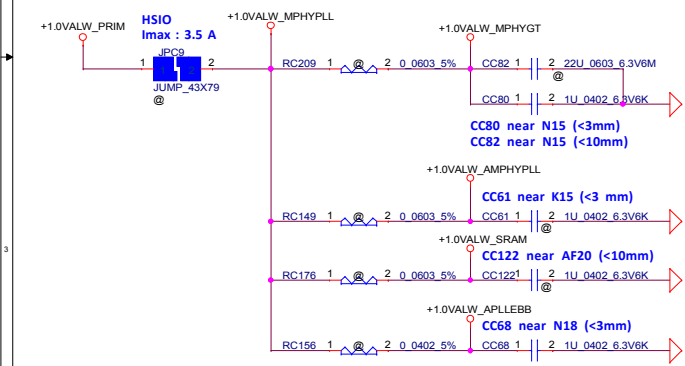 +1.0VALW_PRIM
HSIO
Imax : 3.5 A
+1.0VALW_MPHYPLL
+1.0VALW_MPHYGT
JPC9
1 1 2 2
JUMP_43X79
@
RC209 1 @ 2 0_0603_5%
CC82 1 2 22U_0603_6.3V6M
@
CC80 1 2 1U_0402_6.3V6K
CC80 near N15 (<3mm)
CC82 near N15 (<10mm)
+1.0VALW_AMPHYPLL
CC61 near K15 (<3 mm)
RC149 1 @ 2 0_0603_5%
CC61 1 2 1U_0402_6.3V6K
@
+1.0VALW_SRAM
CC122 near AF20 (<10mm)
RC176 1 @ 2 0_0603_5%
CC122 1 2 1U_0402_6.3V6K
@
+1.0VALW_APLLEBB
CC68 near N18 (<3mm)
RC156 1 @ 2 0_0402_5%
CC68 1 2 1U_0402_6.3V6K
3